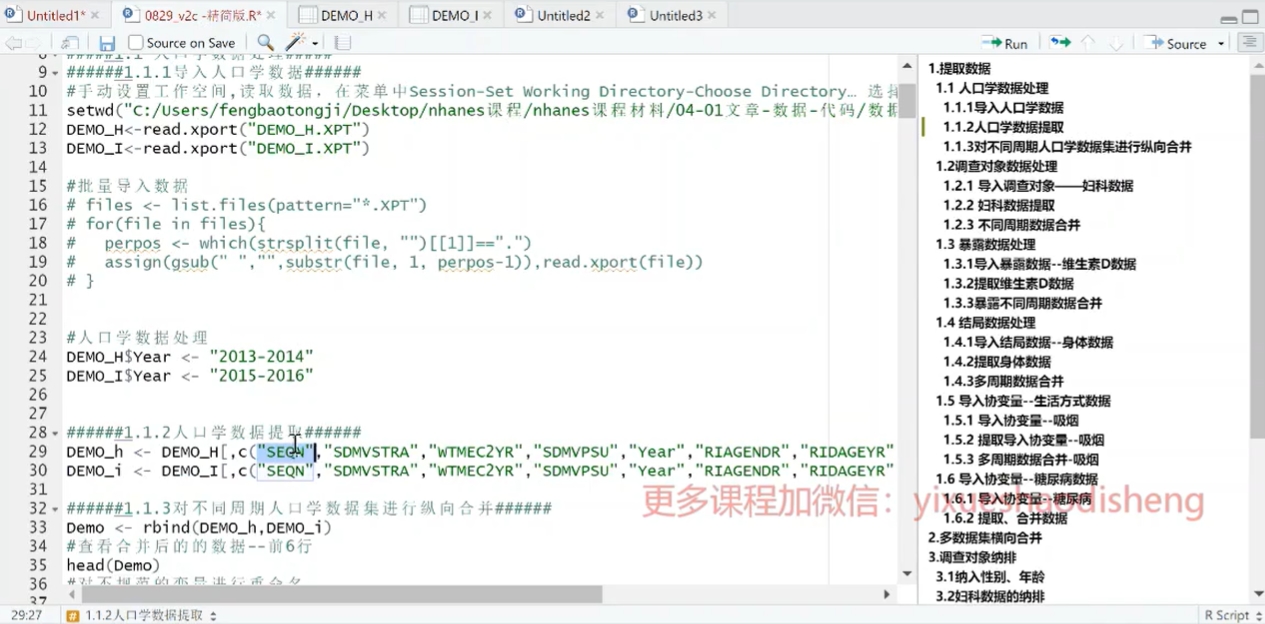 Untitled1* × 0829_v2c -精简版.R* × DEMO_H × DEMO_I × Untitled2 × Untitled3 ×
Source on Save Run Source
9 ######1.1.1导入人口学数据######
10 #手动设置工作空间,读取数据, 在菜单中Session-Set Working Directory-Choose Directory… 选择
11 setwd("C:/Users/fengbaotongji/Desktop/nhanes课程/nhanes课程材料/04-01文章-数据-代码/数据
12 DEMO_H<-read.xport("DEMO_H.XPT")
13 DEMO_I<-read.xport("DEMO_I.XPT")
14
15 #批量导入数据
16 # files <- list.files(pattern="*.XPT")
17 # for(file in files){
18 #   perpos <- which(strsplit(file, "")[[1]]==".")
19 #   assign(gsub(" ","",substr(file, 1, perpos-1)),read.xport(file))
20 # }
21
22
23 #人口学数据处理
24 DEMO_H$Year <- "2013-2014"
25 DEMO_I$Year <- "2015-2016"
26
27
28 ######1.1.2人口学数据提取######
29 DEMO_h <- DEMO_H[,c("SEQN","SDMVSTRA","WTMEC2YR","SDMVPSU","Year","RIAGENDR","RIDAGEYR"
30 DEMO_i <- DEMO_I[,c("SEQN","SDMVSTRA","WTMEC2YR","SDMVPSU","Year","RIAGENDR","RIDAGEYR"
31
32 ######1.1.3对不同周期人口学数据集进行纵向合并######
33 Demo <- rbind(DEMO_h,DEMO_i)
34 #查看合并后的的数据--前6行
35 head(Demo)
36 #对不规范的变量进行重命名
37
1.提取数据
1.1 人口学数据处理
1.1.1导入人口学数据
1.1.2人口学数据提取
1.1.3对不同周期人口学数据集进行纵向合并
1.2调查对象数据处理
1.2.1 导入调查对象——妇科数据
1.2.2 妇科数据提取
1.2.3 不同周期数据合并
1.3 暴露数据处理
1.3.1导入暴露数据--维生素D数据
1.3.2提取维生素D数据
1.3.3暴露不同周期数据合并
1.4 结局数据处理
1.4.1导入结局数据--身体数据
1.4.2提取身体数据
1.4.3多周期数据合并
1.5 导入协变量--生活方式数据
1.5.1 导入协变量--吸烟
1.5.2 提取导入协变量--吸烟
1.5.3 多周期数据合并-吸烟
1.6 导入协变量--糖尿病数据
1.6.1 导入协变量--糖尿病
1.6.2 提取、合并数据
2.多数据集横向合并
3.调查对象纳排
3.1纳入性别、年龄
3.2妇科数据的纳排
更多课程加微信：yixueshaodisheng
29:27 # 1.1.2人口学数据提取 R Script